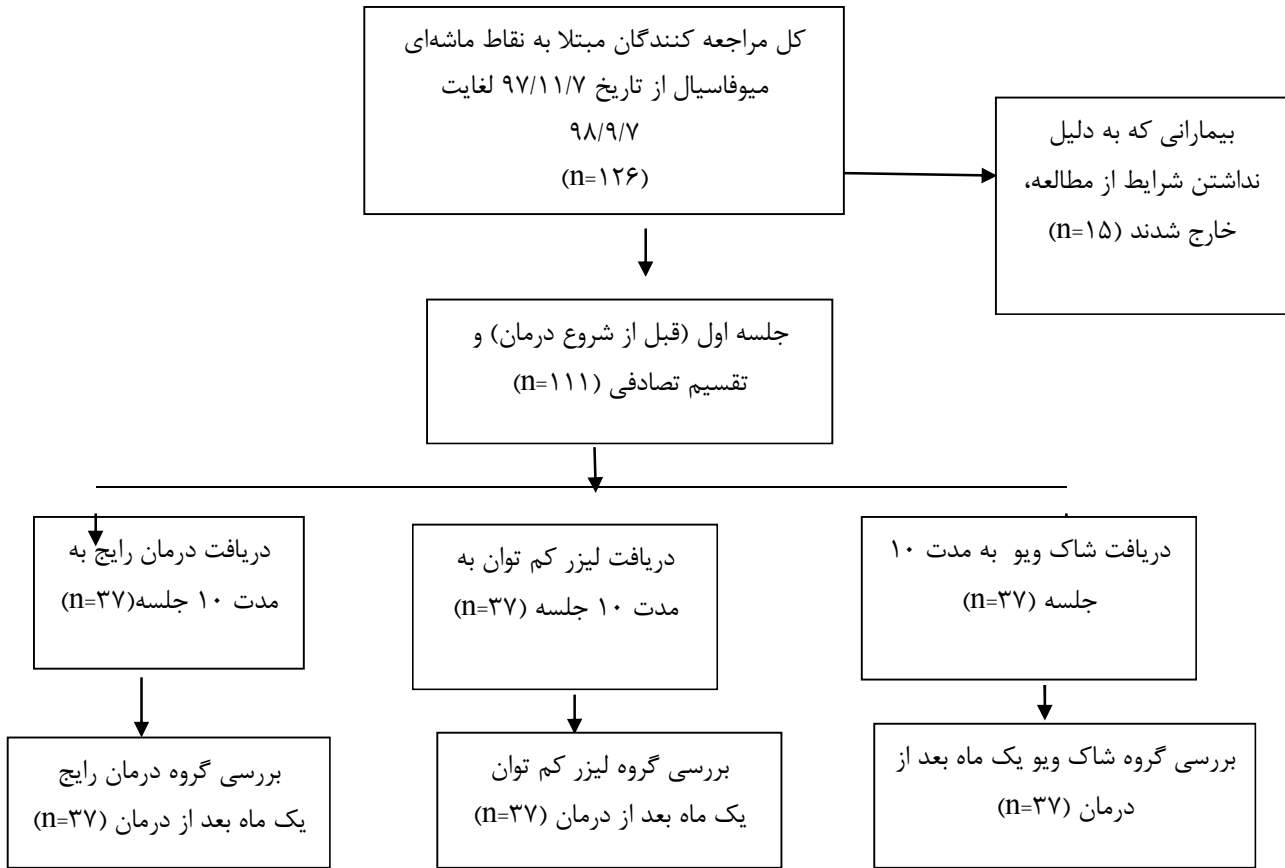 کل مراجعه کنندگان مبتلا به نقاط ماشه‌ای
میوفاسیال از تاریخ ۹۷/۱۱/۷ لغایت
۹۸/۹/۷
(n=۱۲۶)
بیمارانی که به دلیل
نداشتن شرایط از مطالعه،
خارج شدند (n=۱۵)
جلسه اول (قبل از شروع درمان) و
تقسیم تصادفی (n=۱۱۱)
دریافت شاک ویو به مدت ۱۰
جلسه (n=۳۷)
دریافت لیزر کم توان به
مدت ۱۰ جلسه (n=۳۷)
دریافت درمان رایج به
مدت ۱۰ جلسه(n=۳۷)
بررسی گروه شاک ویو یک ماه بعد از
درمان (n=۳۷)
بررسی گروه لیزر کم توان
یک ماه بعد از درمان (n=۳۷)
بررسی گروه درمان رایج
یک ماه بعد از درمان (n=۳۷)